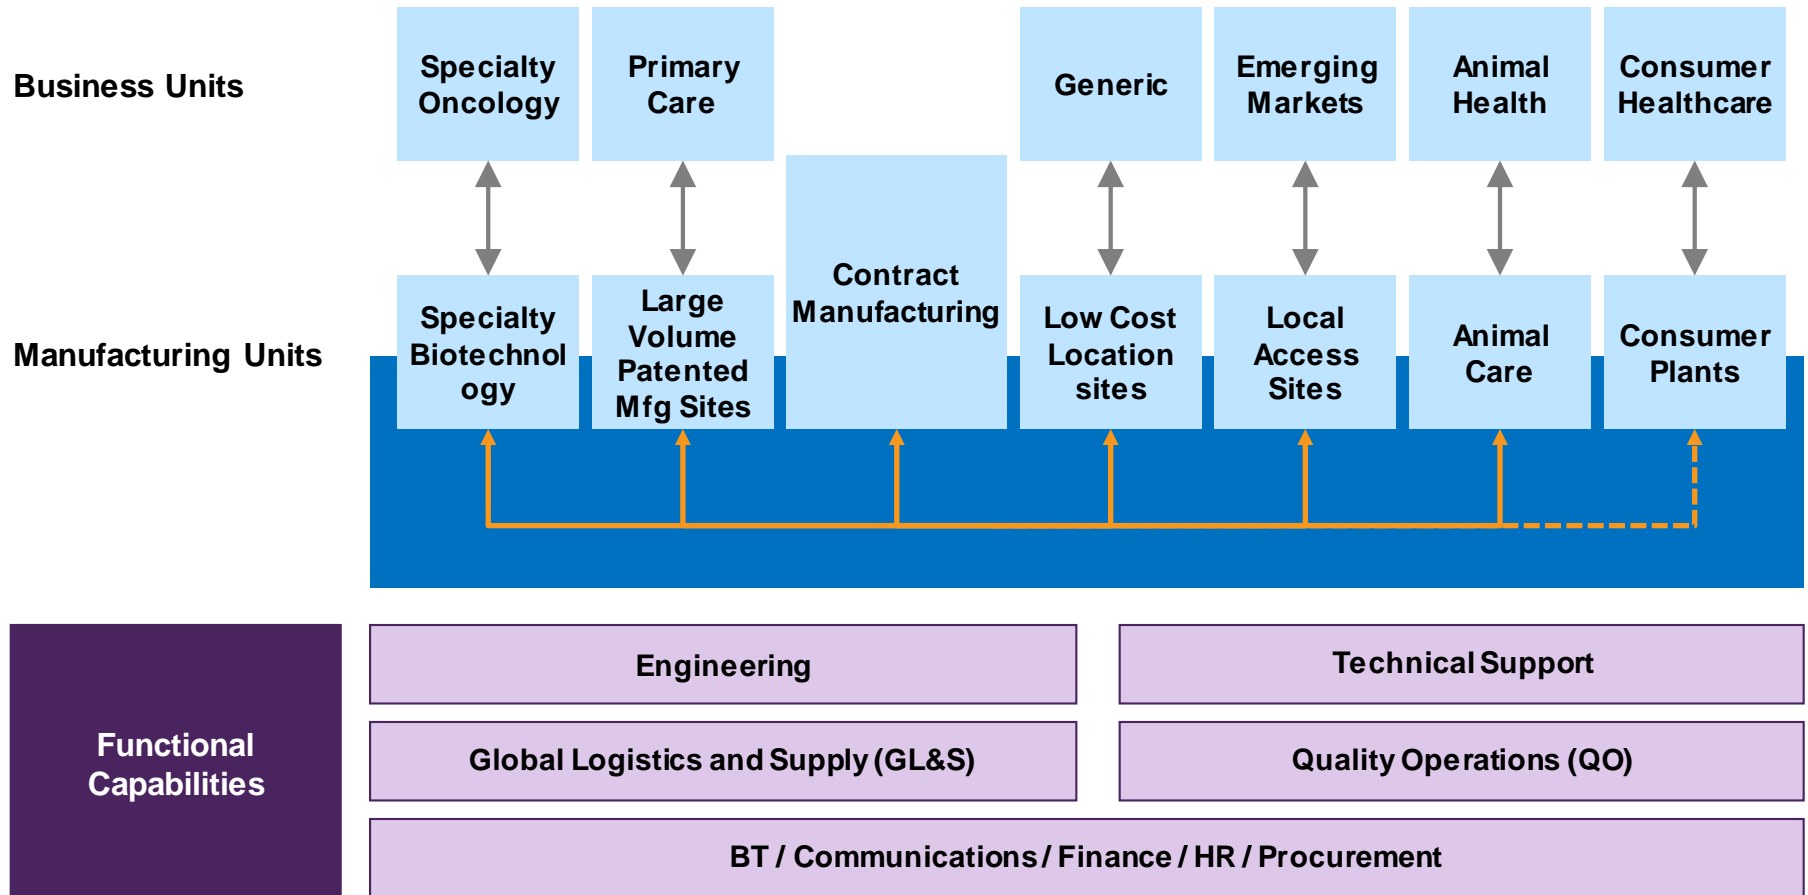 Business Units
Specialty
Oncology
Primary
Care
Generic
Emerging
Markets
Animal
Health
Consumer
Healthcare
Manufacturing Units
Specialty
Biotechnol
ogy
Large
Volume
Patented
Mfg Sites
Contract
Manufacturing
Low Cost
Location
sites
Local
Access
Sites
Animal
Care
Consumer
Plants
Functional
Capabilities
Engineering
Technical Support
Global Logistics and Supply (GL&S)
Quality Operations (QO)
BT / Communications / Finance / HR / Procurement